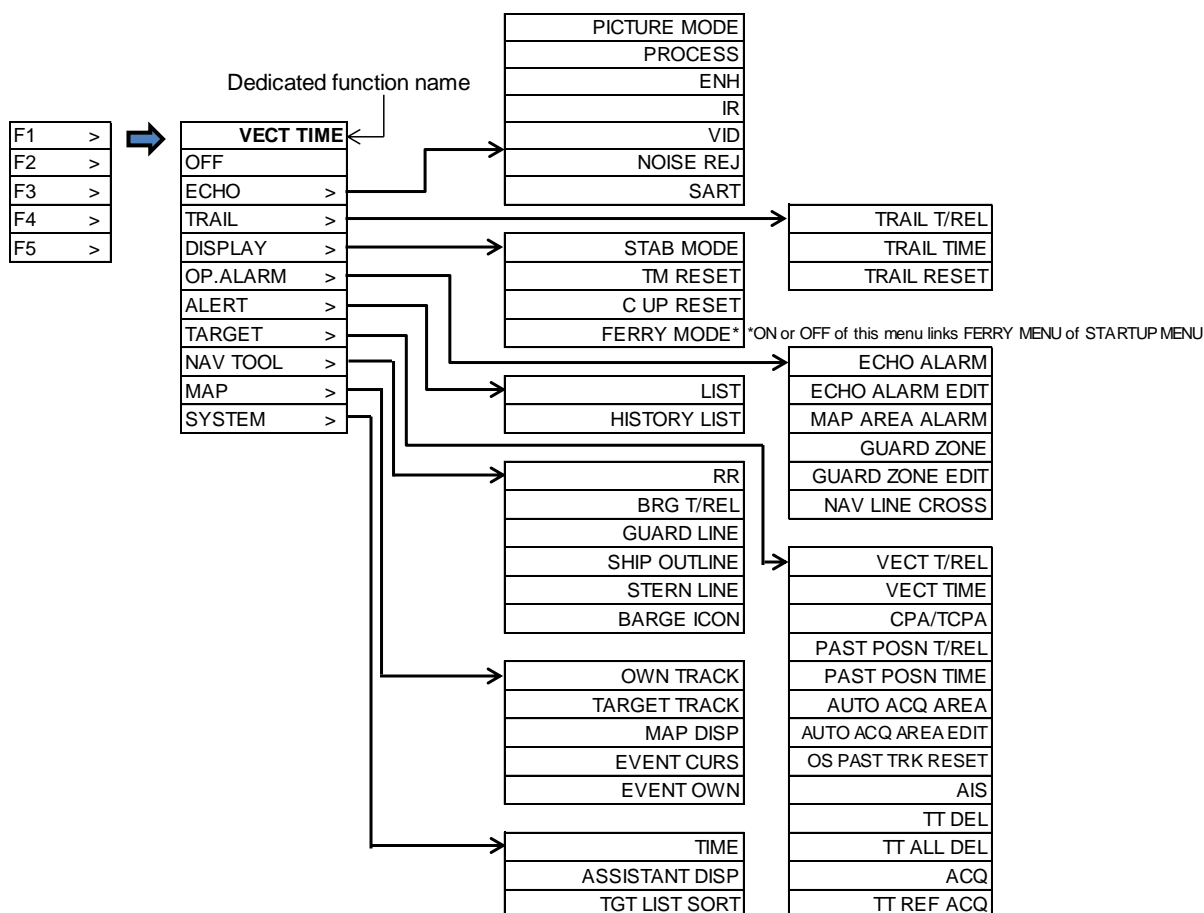 Dedicated function name
F1 >
F2 >
F3 >
F4 >
F5 >
VECT TIME
OFF
ECHO >
TRAIL >
DISPLAY >
OP.ALARM >
ALERT >
TARGET >
NAV TOOL >
MAP >
SYSTEM >
PICTURE MODE
PROCESS
ENH
IR
VID
NOISE REJ
SART
TRAIL T/REL
TRAIL TIME
TRAIL RESET
STAB MODE
TM RESET
C UP RESET
FERRY MODE* *ON or OFF of this menu links FERRY MENU of STARTUP MENU
ECHO ALARM
ECHO ALARM EDIT
MAP AREA ALARM
GUARD ZONE
GUARD ZONE EDIT
NAV LINE CROSS
LIST
HISTORY LIST
VECT T/REL
VECT TIME
CPA/TCPA
PAST POSN T/REL
PAST POSN TIME
AUTO ACQ AREA
AUTO ACQ AREA EDIT
OS PAST TRK RESET
AIS
TT DEL
TT ALL DEL
ACQ
TT REF ACQ
RR
BRG T/REL
GUARD LINE
SHIP OUTLINE
STERN LINE
BARGE ICON
OWN TRACK
TARGET TRACK
MAP DISP
EVENT CURS
EVENT OWN
TIME
ASSISTANT DISP
TGT LIST SORT